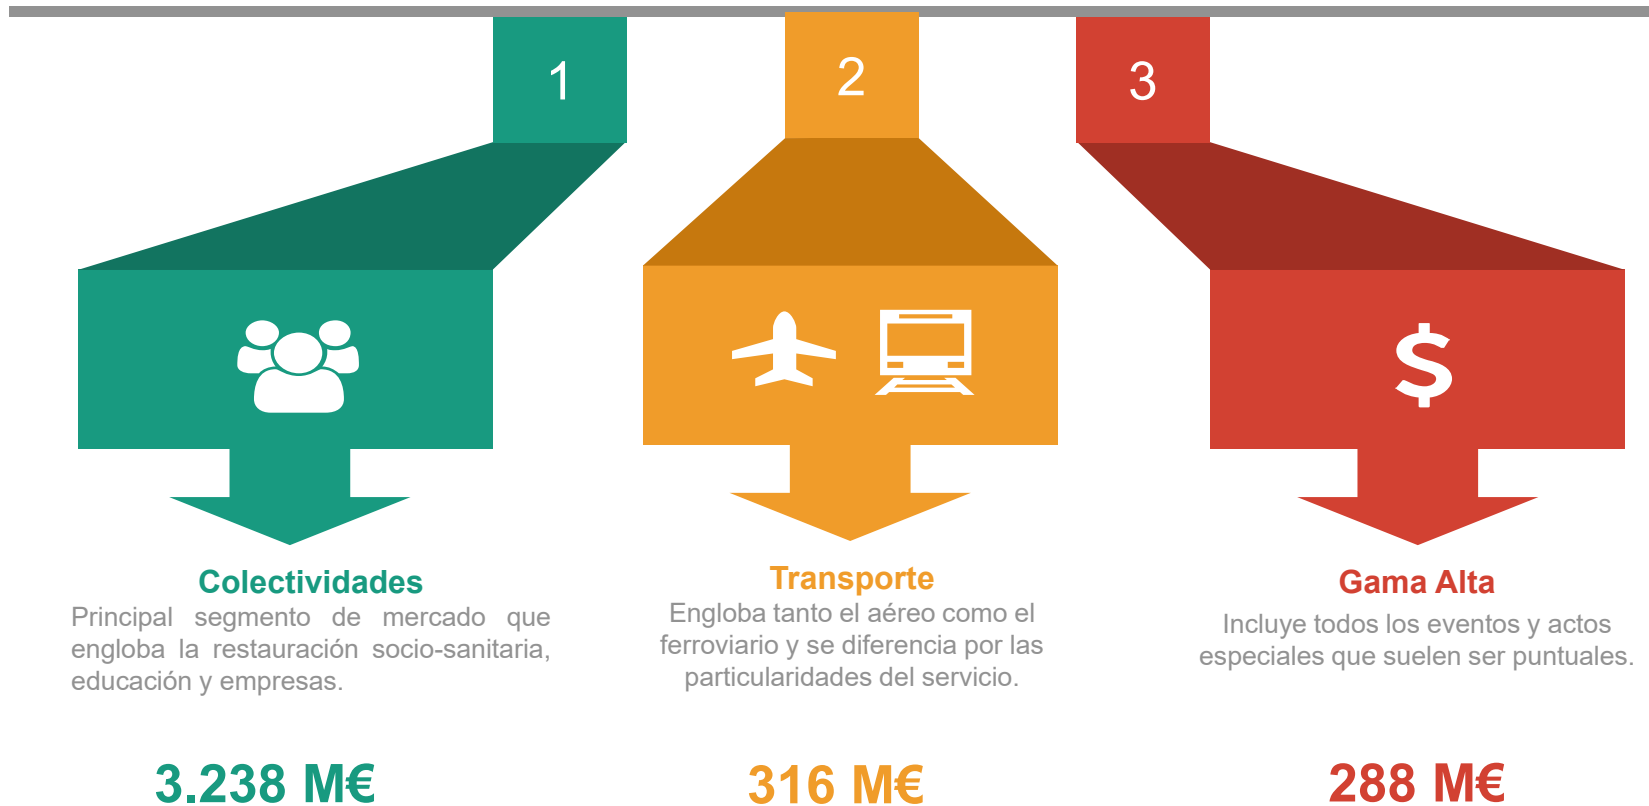 1
2
3
Colectividades
Principal segmento de mercado que
engloba la restauración socio-sanitaria,
educación y empresas.
3.238 M€
Transporte
Engloba tanto el aéreo como el
ferroviario y se diferencia por las
particularidades del servicio.
316 M€
Gama Alta
Incluye todos los eventos y actos
especiales que suelen ser puntuales.
288 M€